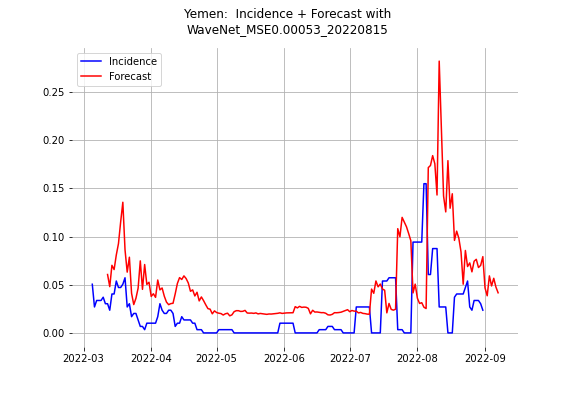 Yemen:  Incidence + Forecast with
WaveNet_MSE0.00053_20220815
Incidence
Forecast
0.25
0.20
0.15
0.10
0.05
0.00
2022-03 2022-04 2022-05 2022-06 2022-07 2022-08 2022-09